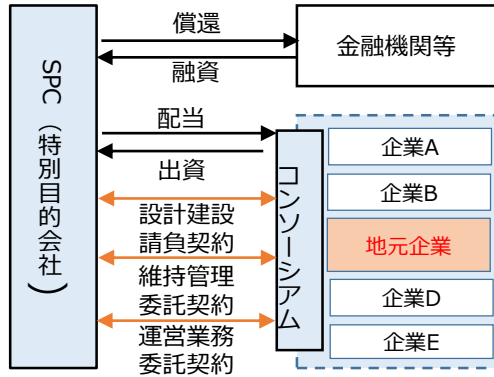 SPC（特別目的会社）
償還
融資
金融機関等
配当
出資
設計建設
請負契約
維持管理
委託契約
運営業務
委託契約
コンソーシアム
企業A
企業B
地元企業
企業D
企業E